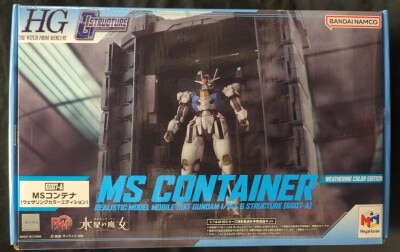 HG
THE WITCH FROM MERCURY
G STRUCTURE
BANDAI NAMCO
WEATHERING COLOR EDITION
GS07-A
MSコンテナ
(ウェザリングカラーエディション)
MS CONTAINER
REALISTIC MODEL MOBILE SUIT GUNDAM
G STRUCTURE [GS07-A]
水星の魔女
MegaHouse